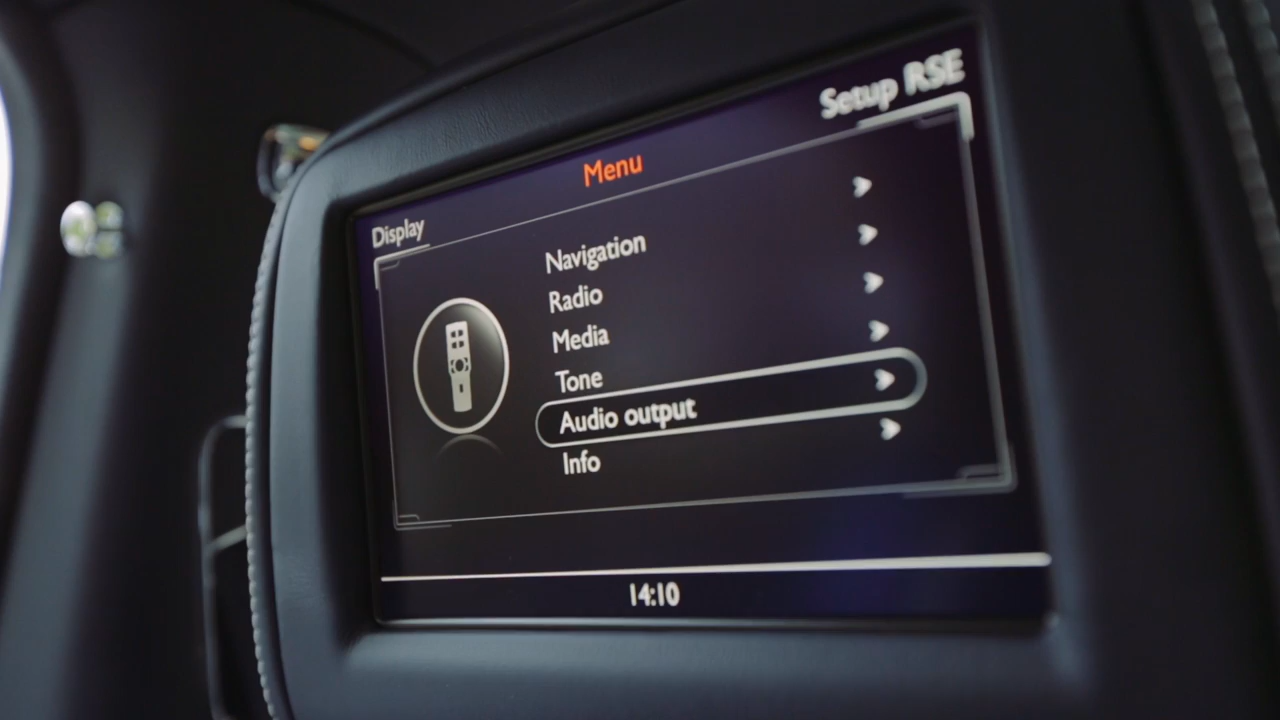 Setup RSE
Menu
Display
Navigation
Radio
Media
Tone
Audio output
Info
14:10